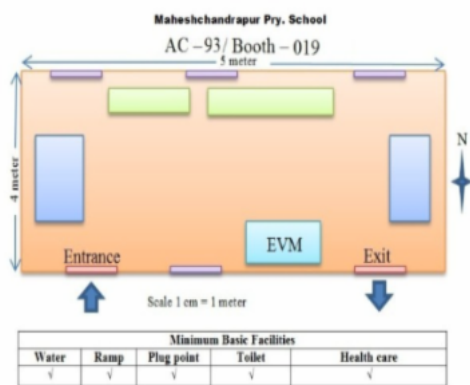 Maheshchandrapur Pry. School
AC – 93/ Booth – 019
5 meter
4 meter
N
EVM
Entrance
Exit
Scale 1 cm = 1 meter
Minimum Basic Facilities
Water Ramp Plug point Toilet Health care
√ √ √ √ √